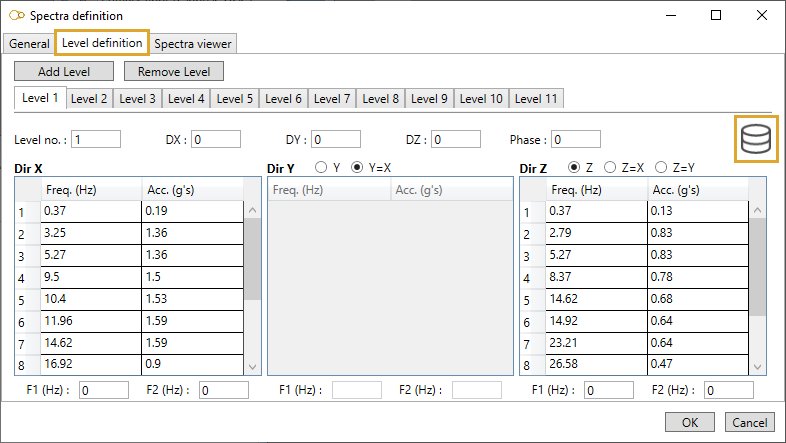 Spectra definition
General Level definition Spectra viewer
Add Level Remove Level
Level 1 Level 2 Level 3 Level 4 Level 5 Level 6 Level 7 Level 8 Level 9 Level 10 Level 11
Level no. : 1 DX : 0 DY : 0 DZ : 0 Phase : 0
Dir X Dir Y Y Y=X Dir Z Z Z=X Z=Y
Freq. (Hz) Acc. (g's) Freq. (Hz) Acc. (g's) Freq. (Hz) Acc. (g's)
1 0.37 0.19 1 0.37 0.13
2 3.25 1.36 2 2.79 0.83
3 5.27 1.36 3 5.27 0.83
4 9.5 1.5 4 8.37 0.78
5 10.4 1.53 5 14.62 0.68
6 11.96 1.59 6 14.92 0.64
7 14.62 1.59 7 23.21 0.64
8 16.92 0.9 8 26.58 0.47
F1 (Hz) : 0 F2 (Hz) : 0 F1 (Hz) : F2 (Hz) : F1 (Hz) : 0 F2 (Hz) : 0
OK Cancel